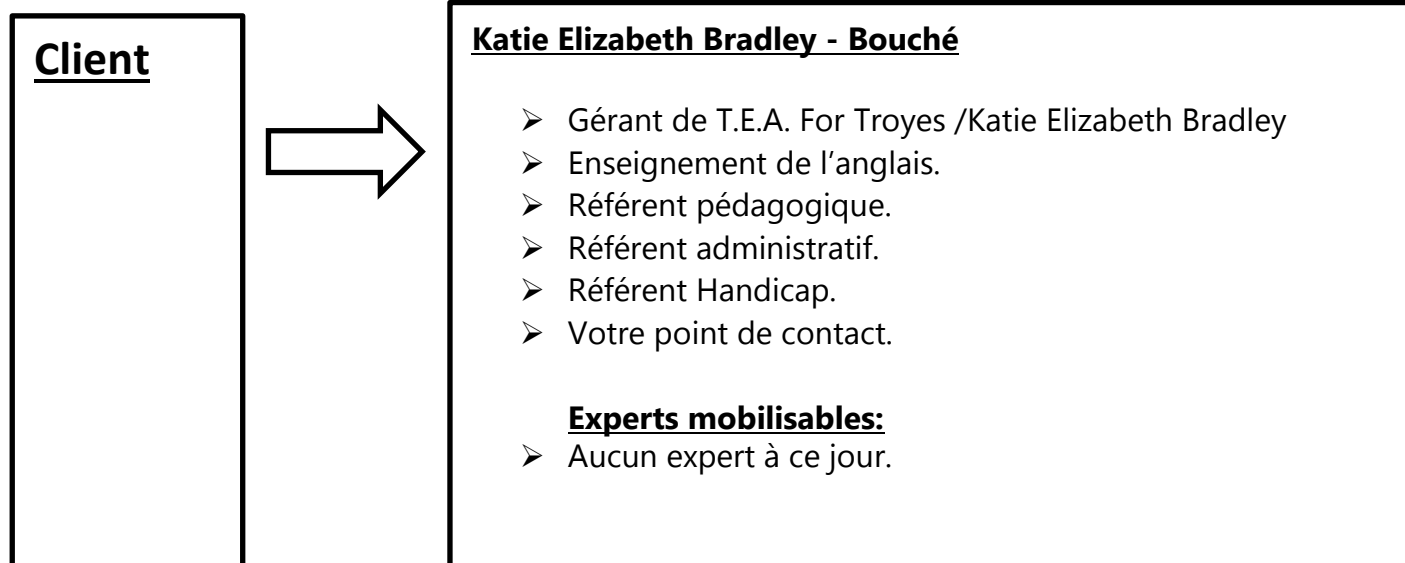 Client
Katie Elizabeth Bradley - Bouché
➢ Gérant de T.E.A. For Troyes /Katie Elizabeth Bradley
➢ Enseignement de l’anglais.
➢ Référent pédagogique.
➢ Référent administratif.
➢ Référent Handicap.
➢ Votre point de contact.
Experts mobilisables:
➢ Aucun expert à ce jour.